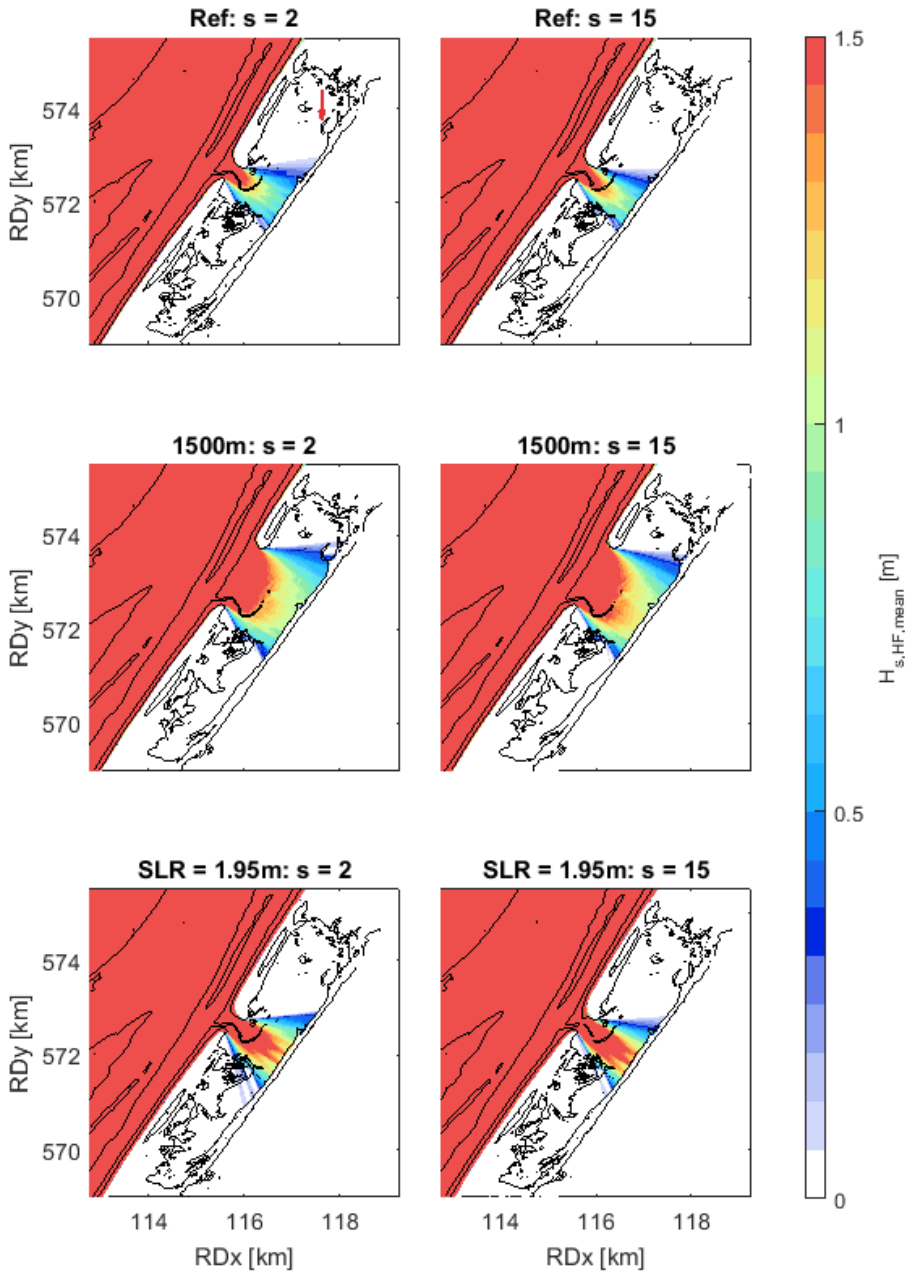 Ref: s = 2
Ref: s = 15
574
572
570
RDy [km]
1500m: s = 2
1500m: s = 15
574
572
570
RDy [km]
SLR = 1.95m: s = 2
SLR = 1.95m: s = 15
574
572
570
RDy [km]
114
116
118
RDx [km]
114
116
118
RDx [km]
1.5
1
0.5
0
H_s,HF,mean [m]